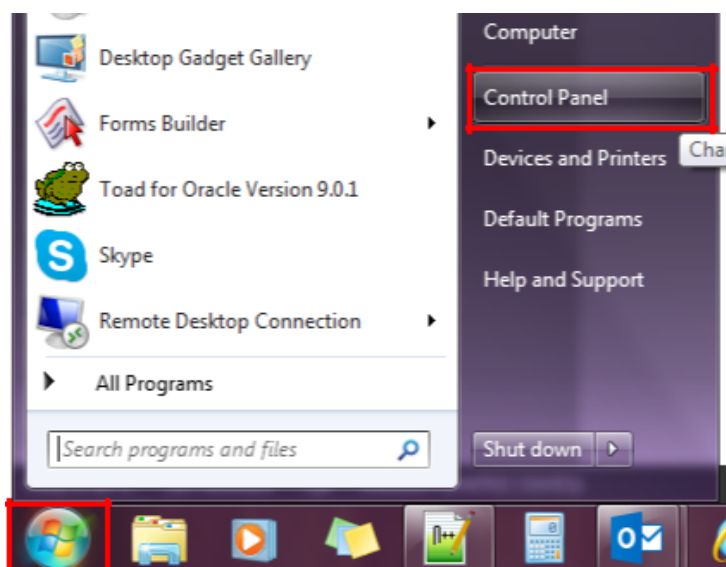 Desktop Gadget Gallery
Forms Builder
Toad for Oracle Version 9.0.1
Skype
Remote Desktop Connection
All Programs
Search programs and files
Computer
Control Panel
Devices and Printers
Default Programs
Help and Support
Shut down